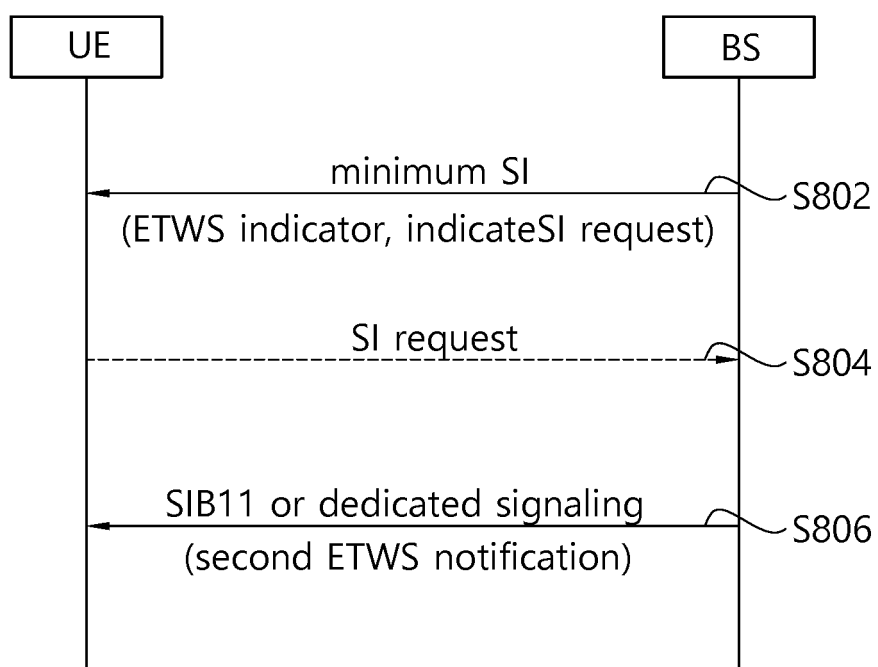 UE
BS
minimum SI
S802
(ETWS indicator, indicateSI request)
SI request
S804
SIB11 or dedicated signaling
S806
(second ETWS notification)